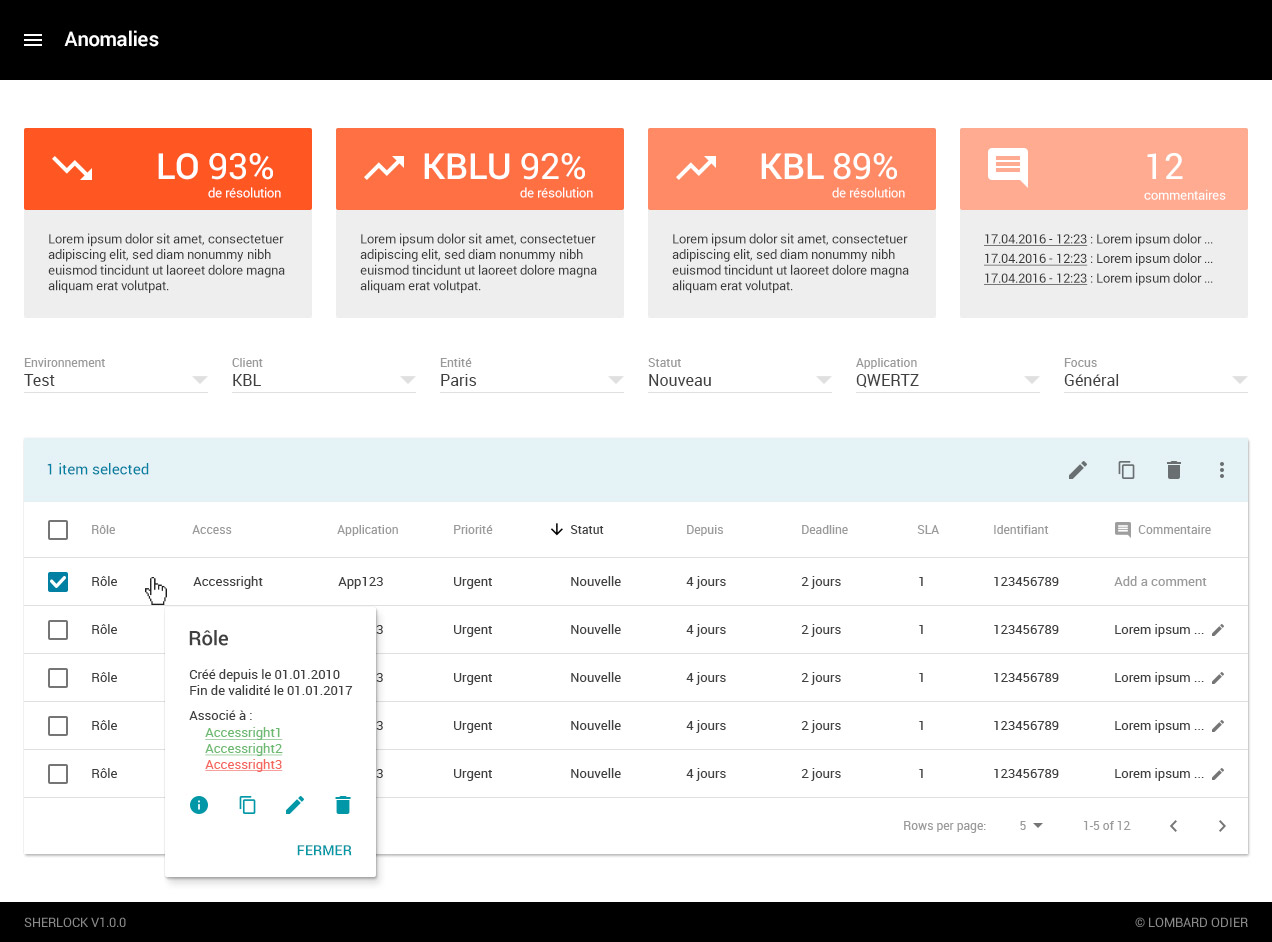 Anomalies
LO 93%
de résolution
Lorem ipsum dolor sit amet, consectetuer
adipiscing elit, sed diam nonummy nibh
euismod tincidunt ut laoreet dolore magna
aliquam erat volutpat.
KBLU 92%
de résolution
Lorem ipsum dolor sit amet, consectetuer
adipiscing elit, sed diam nonummy nibh
euismod tincidunt ut laoreet dolore magna
aliquam erat volutpat.
KBL 89%
de résolution
Lorem ipsum dolor sit amet, consectetuer
adipiscing elit, sed diam nonummy nibh
euismod tincidunt ut laoreet dolore magna
aliquam erat volutpat.
12
commentaires
17.04.2016 - 12:23 : Lorem ipsum dolor ...
17.04.2016 - 12:23 : Lorem ipsum dolor ...
17.04.2016 - 12:23 : Lorem ipsum dolor ...
Environnement Client Entité Statut Application Focus
Test KBL Paris Nouveau QWERTZ Général
1 item selected
Rôle Access Application Priorité Statut Depuis Deadline SLA Identifiant Commentaire
Rôle Accessright App123 Urgent Nouvelle 4 jours 2 jours 1 123456789 Add a comment
Rôle 3 Urgent Nouvelle 4 jours 2 jours 1 123456789 Lorem ipsum ...
Rôle 3 Urgent Nouvelle 4 jours 2 jours 1 123456789 Lorem ipsum ...
Rôle 3 Urgent Nouvelle 4 jours 2 jours 1 123456789 Lorem ipsum ...
Rôle 3 Urgent Nouvelle 4 jours 2 jours 1 123456789 Lorem ipsum ...
Rôle
Créé depuis le 01.01.2010
Fin de validité le 01.01.2017
Associé à :
Accessright1
Accessright2
Accessright3
FERMER
Rows per page: 5 1-5 of 12
SHERLOCK V1.0.0
© LOMBARD ODIER